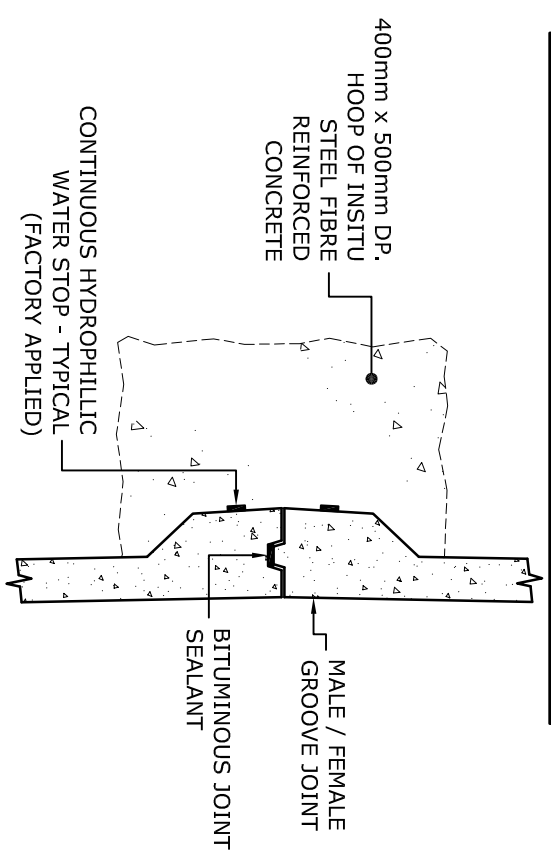 400mm x 500mm DP.
HOOP OF INSITU
STEEL FIBRE
REINFORCED
CONCRETE
CONTINUOUS HYDROPHILLIC
WATER STOP - TYPICAL
(FACTORY APPLIED)
MALE / FEMALE
GROOVE JOINT
BITUMINOUS JOINT
SEALANT